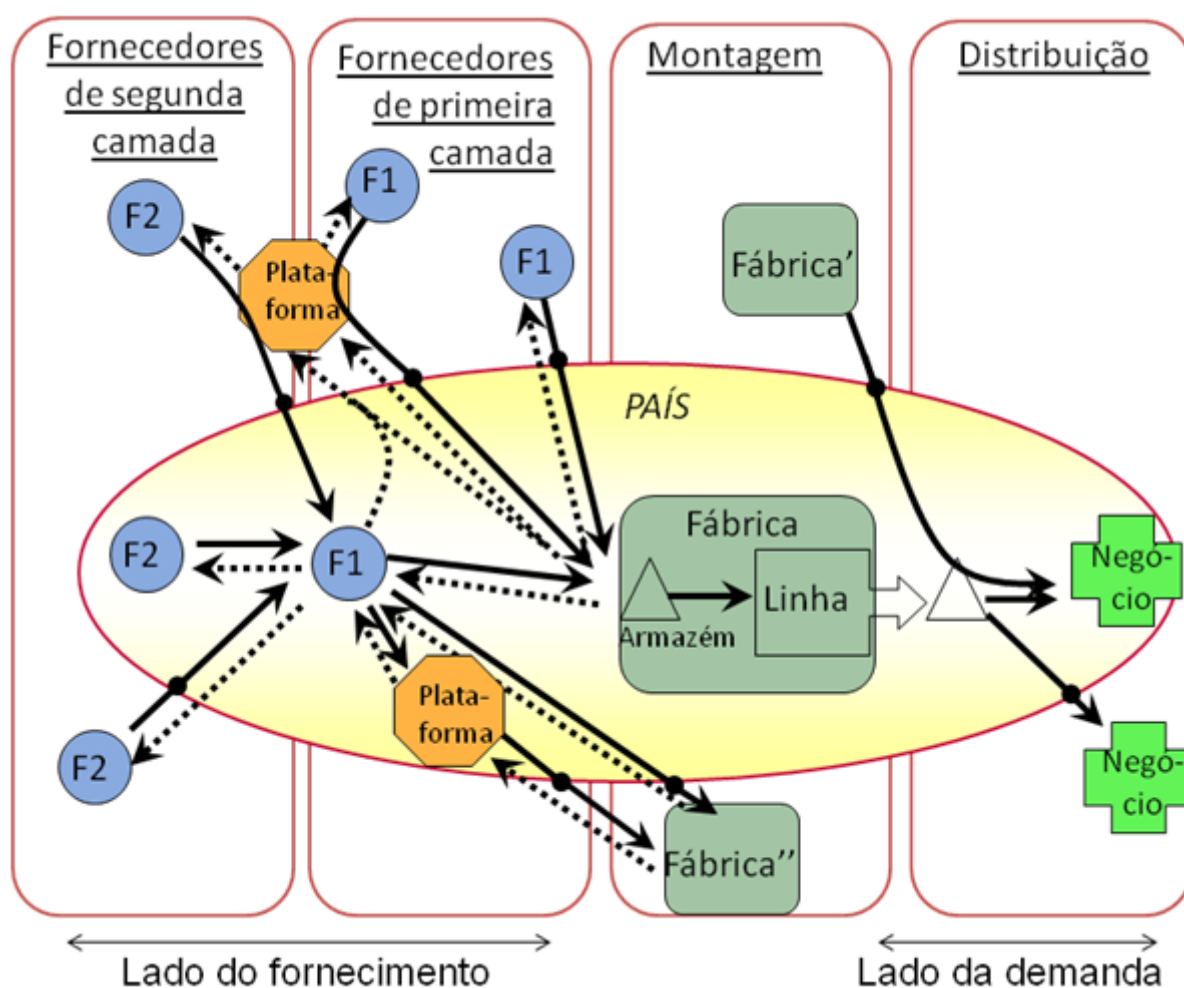 Fornecedores
de segunda
camada
Fornecedores
de primeira
camada
Montagem
Distribuição
F2
F1
F1
Plata-
forma
Fábrica’
PAÍS
F2
F1
Fábrica
Armazém
Linha
Negó-
cio
F2
Plata-
forma
Fábrica’’
Negó-
cio
Lado do fornecimento
Lado da demanda